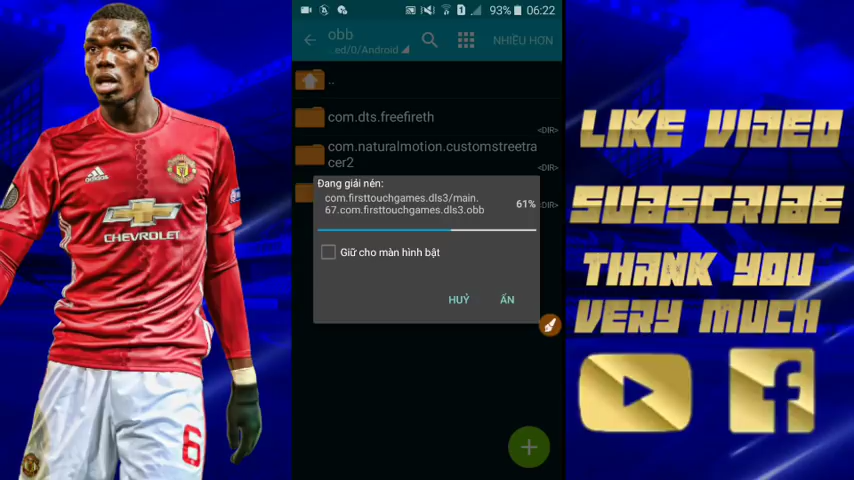 93% 06:22
obb
ed/0/Android
NHIỀU HƠN
..
com.dts.freefireth
<DIR>
com.naturalmotion.customstreetra
cer2
<DIR>
Đang giải nén:
com.firsttouchgames.dls3/main.
67.com.firsttouchgames.dls3.obb
61%
<DIR>
Giữ cho màn hình bật
HUỶ
ẨN
CHEVROLET
6
LIKE VIDEO
SUBSCRIBE
THANK YOU
VERY MUCH